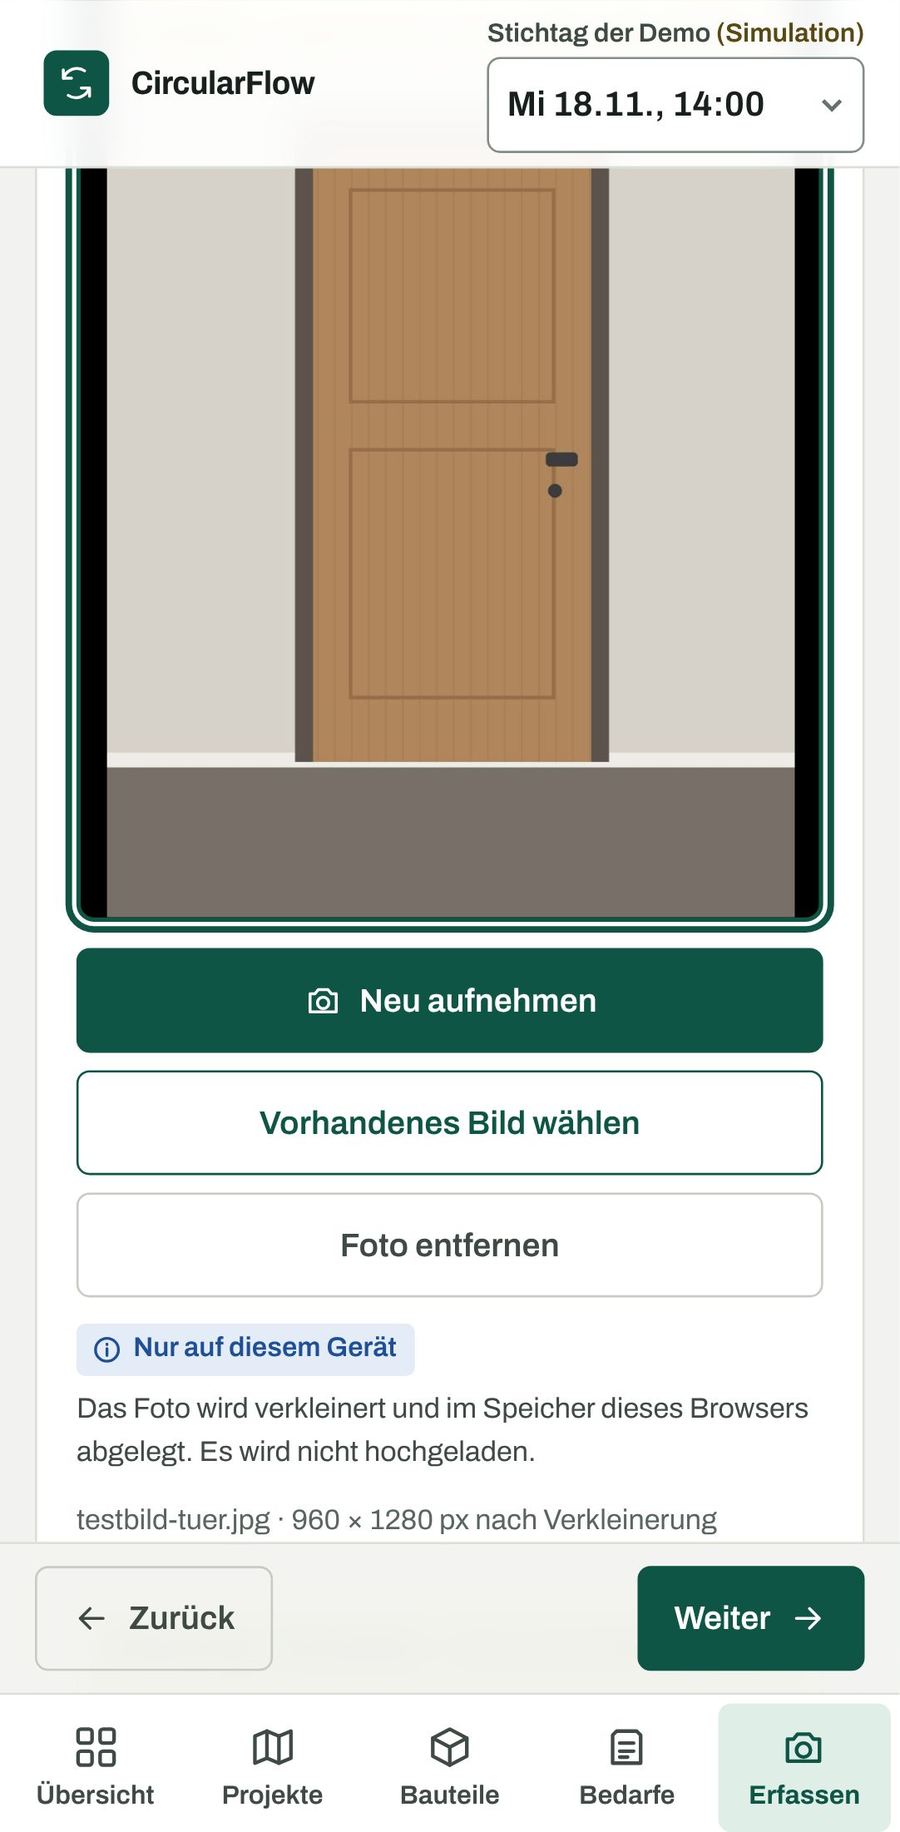 Stichtag der Demo (Simulation)
CircularFlow
Mi 18.11., 14:00
Neu aufnehmen
Vorhandenes Bild wählen
Foto entfernen
Nur auf diesem Gerät
Das Foto wird verkleinert und im Speicher dieses Browsers
abgelegt. Es wird nicht hochgeladen.
testbild-tuer.jpg · 960 × 1280 px nach Verkleinerung
Zurück
Weiter
Übersicht
Projekte
Bauteile
Bedarfe
Erfassen